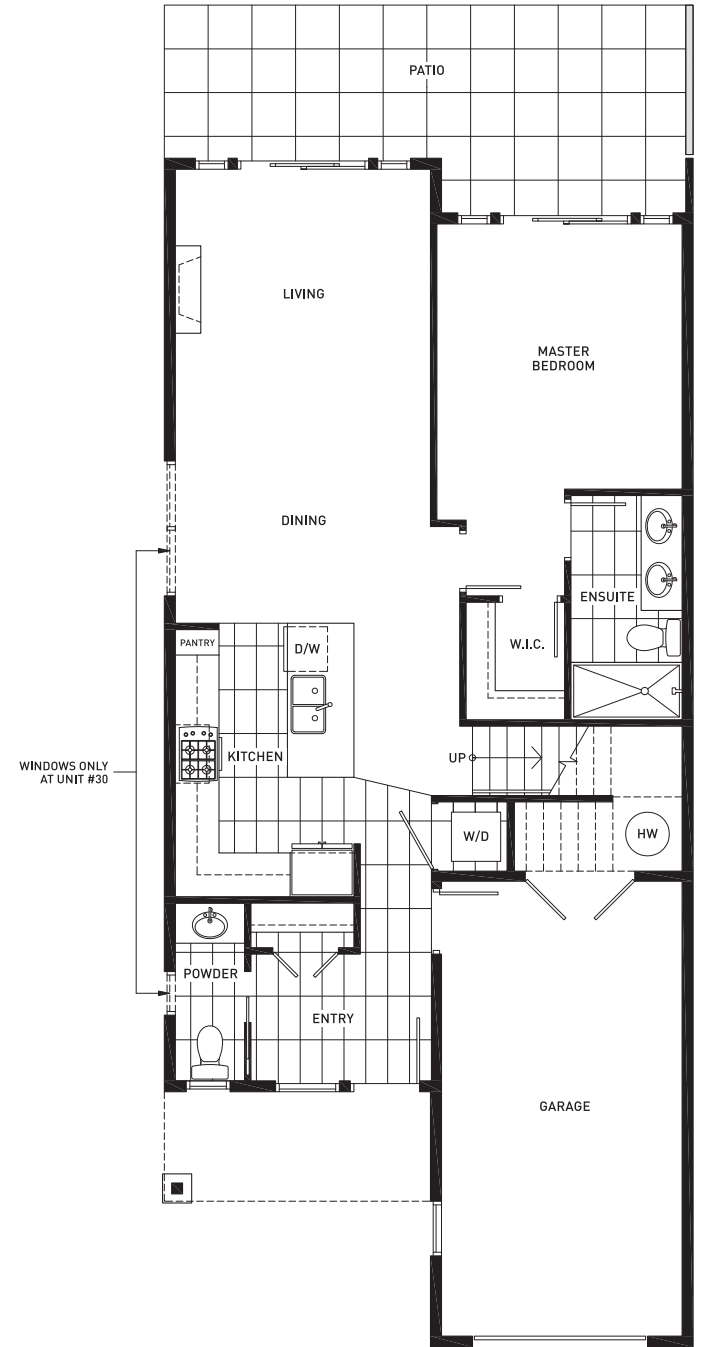 PATIO
LIVING
MASTER
BEDROOM
DINING
ENSUITE
PANTRY
D/W
W.I.C.
KITCHEN
UP
WINDOWS ONLY
AT UNIT #30
W/D
HW
POWDER
ENTRY
GARAGE